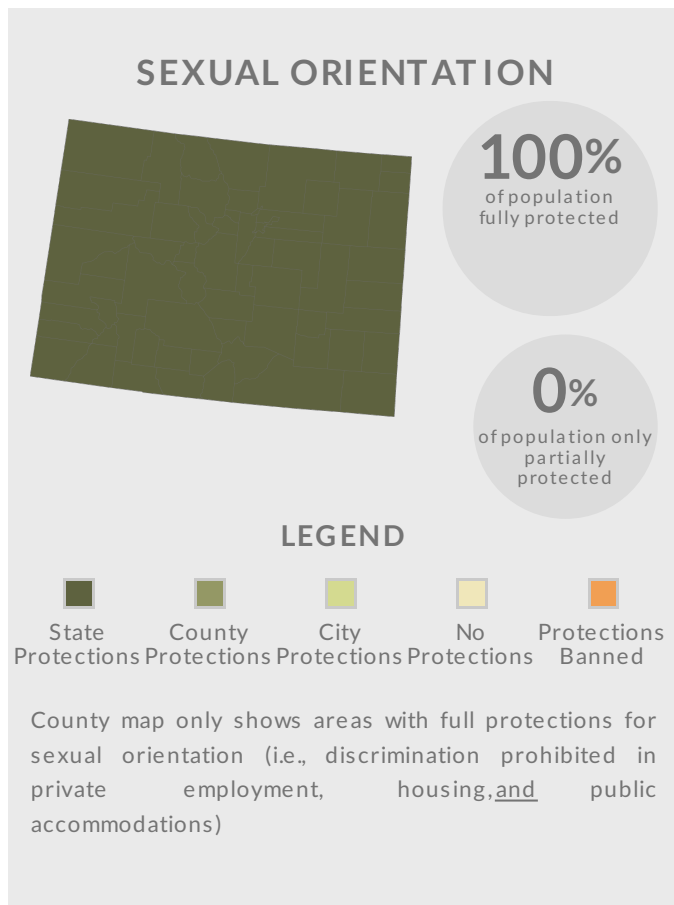 SEXUAL ORIENTATION
100%
of population
fully protected
0%
of population only
partially
protected
LEGEND
State
Protections
County
Protections
City
Protections
No
Protections
Protections
Banned
County map only shows areas with full protections for
sexual orientation (i.e., discrimination prohibited in
private employment, housing, and public
accommodations)